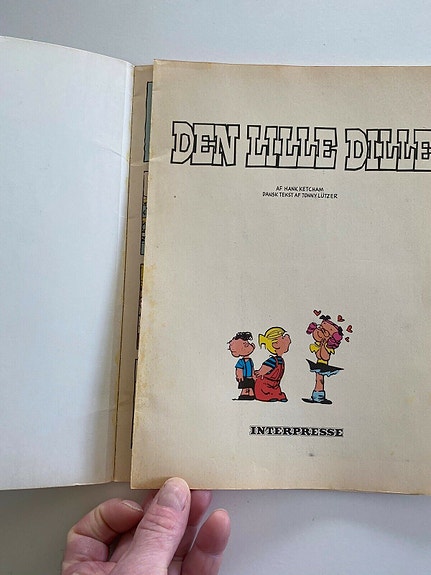 DEN LILLE DILLE
AF HANK KETCHAM
DANSK TEKST AF TONNY LÜTZER
INTERPRESSE